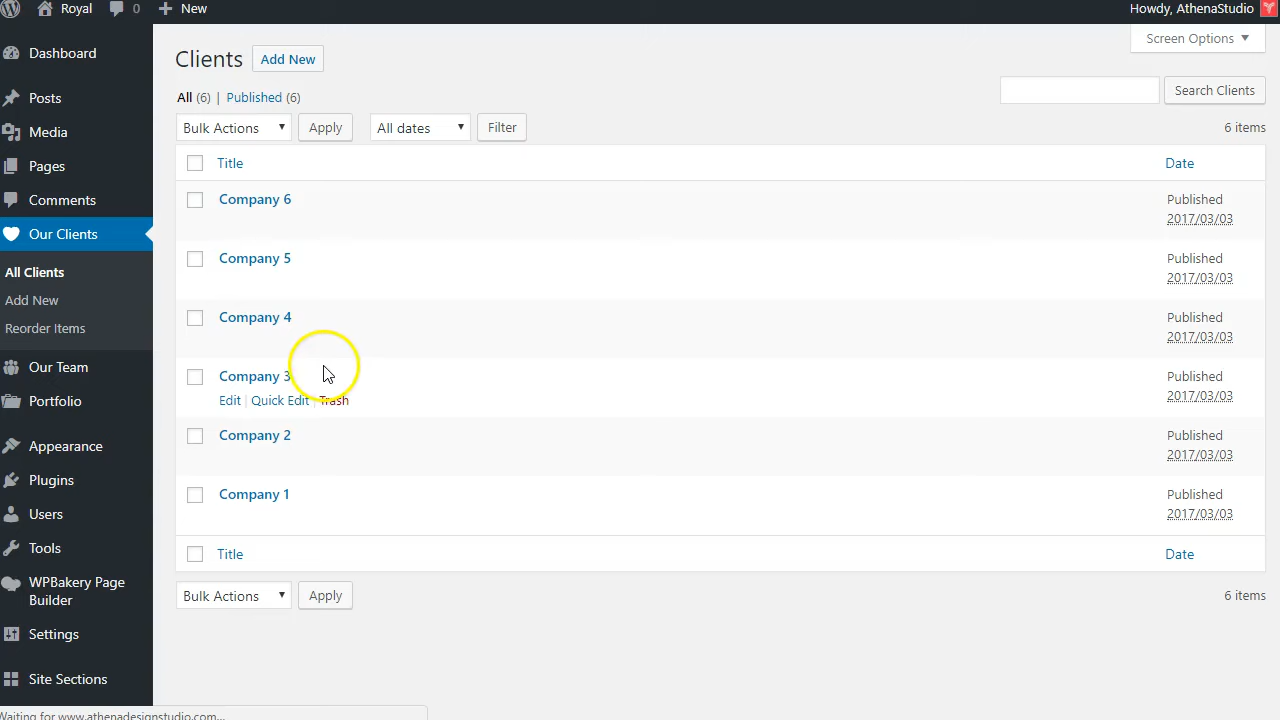 Royal 0 New Howdy, AthenaStudio
Screen Options
Dashboard
Posts
Media
Pages
Comments
Our Clients
All Clients
Add New
Reorder Items
Our Team
Portfolio
Appearance
Plugins
Users
Tools
WPBakery Page
Builder
Settings
Site Sections
Clients Add New
All (6) | Published (6)
Search Clients
Bulk Actions Apply All dates Filter 6 items
Title Date
Company 6 Published
2017/03/03
Company 5 Published
2017/03/03
Company 4 Published
2017/03/03
Company 3 Published
Edit | Quick Edit | Trash 2017/03/03
Company 2 Published
2017/03/03
Company 1 Published
2017/03/03
Title Date
Bulk Actions Apply 6 items
Waiting for www.athenadesignstudio.com...